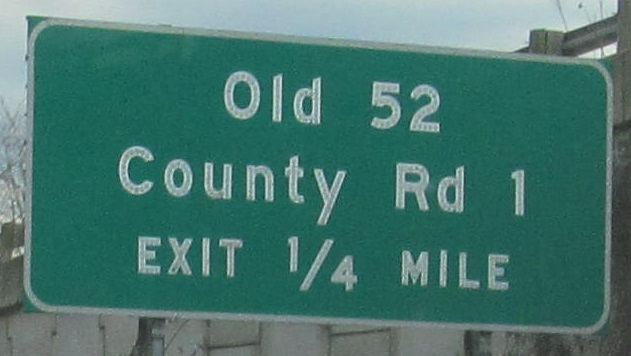 Old 52
County Rd 1
EXIT 1/4 MILE